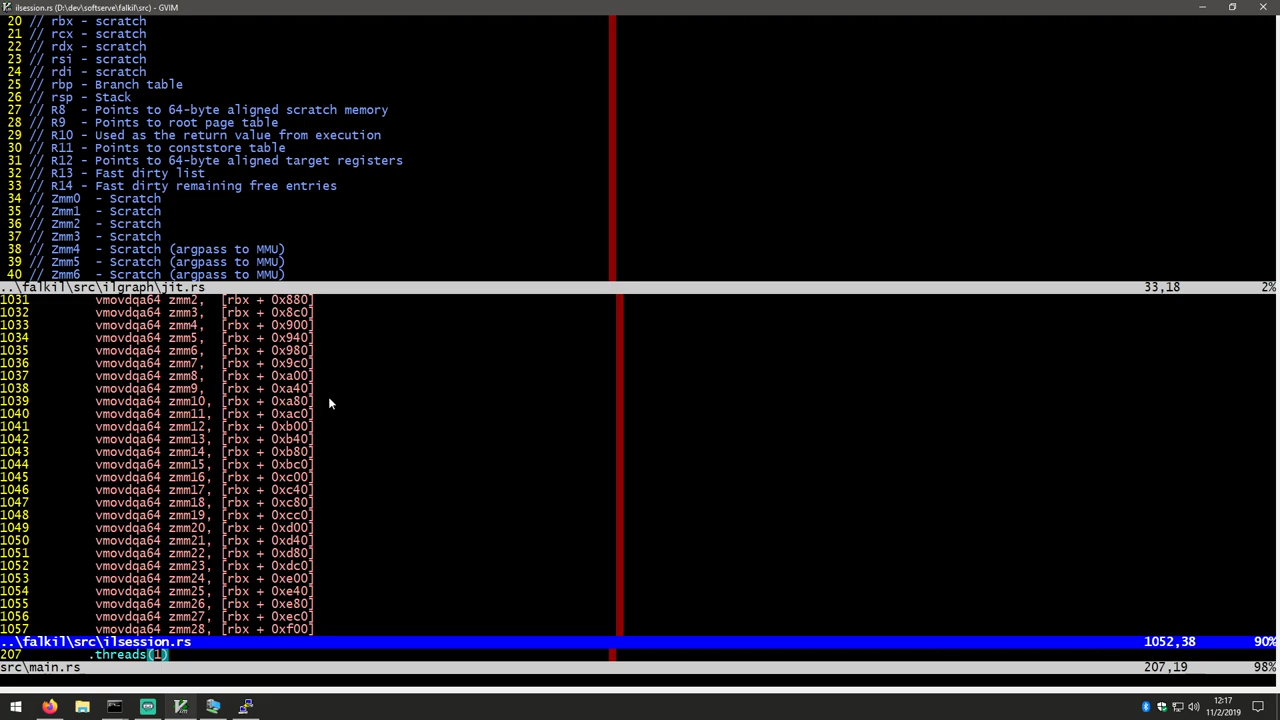 ilsession.rs (D:\dev\softserve\falkil\src) - GVIM
20 // rbx - scratch
21 // rcx - scratch
22 // rdx - scratch
23 // rsi - scratch
24 // rdi - scratch
25 // rbp - Branch table
26 // rsp - Stack
27 // R8  - Points to 64-byte aligned scratch memory
28 // R9  - Points to root page table
29 // R10 - Used as the return value from execution
30 // R11 - Points to conststore table
31 // R12 - Points to 64-byte aligned target registers
32 // R13 - Fast dirty list
33 // R14 - Fast dirty remaining free entries
34 // Zmm0  - Scratch
35 // Zmm1  - Scratch
36 // Zmm2  - Scratch
37 // Zmm3  - Scratch
38 // Zmm4  - Scratch (argpass to MMU)
39 // Zmm5  - Scratch (argpass to MMU)
40 // Zmm6  - Scratch (argpass to MMU)
..\falkil\src\ilgraph\jit.rs 33,18 2%
1031 vmovdqa64 zmm2,  [rbx + 0x880]
1032 vmovdqa64 zmm3,  [rbx + 0x8c0]
1033 vmovdqa64 zmm4,  [rbx + 0x900]
1034 vmovdqa64 zmm5,  [rbx + 0x940]
1035 vmovdqa64 zmm6,  [rbx + 0x980]
1036 vmovdqa64 zmm7,  [rbx + 0x9c0]
1037 vmovdqa64 zmm8,  [rbx + 0xa00]
1038 vmovdqa64 zmm9,  [rbx + 0xa40]
1039 vmovdqa64 zmm10, [rbx + 0xa80]
1040 vmovdqa64 zmm11, [rbx + 0xac0]
1041 vmovdqa64 zmm12, [rbx + 0xb00]
1042 vmovdqa64 zmm13, [rbx + 0xb40]
1043 vmovdqa64 zmm14, [rbx + 0xb80]
1044 vmovdqa64 zmm15, [rbx + 0xbc0]
1045 vmovdqa64 zmm16, [rbx + 0xc00]
1046 vmovdqa64 zmm17, [rbx + 0xc40]
1047 vmovdqa64 zmm18, [rbx + 0xc80]
1048 vmovdqa64 zmm19, [rbx + 0xcc0]
1049 vmovdqa64 zmm20, [rbx + 0xd00]
1050 vmovdqa64 zmm21, [rbx + 0xd40]
1051 vmovdqa64 zmm22, [rbx + 0xd80]
1052 vmovdqa64 zmm23, [rbx + 0xdc0]
1053 vmovdqa64 zmm24, [rbx + 0xe00]
1054 vmovdqa64 zmm25, [rbx + 0xe40]
1055 vmovdqa64 zmm26, [rbx + 0xe80]
1056 vmovdqa64 zmm27, [rbx + 0xec0]
1057 vmovdqa64 zmm28, [rbx + 0xf00]
..\falkil\src\ilsession.rs 1052,38 90%
207 .threads(1)
src\main.rs 207,19 98%
12:17
11/2/2019